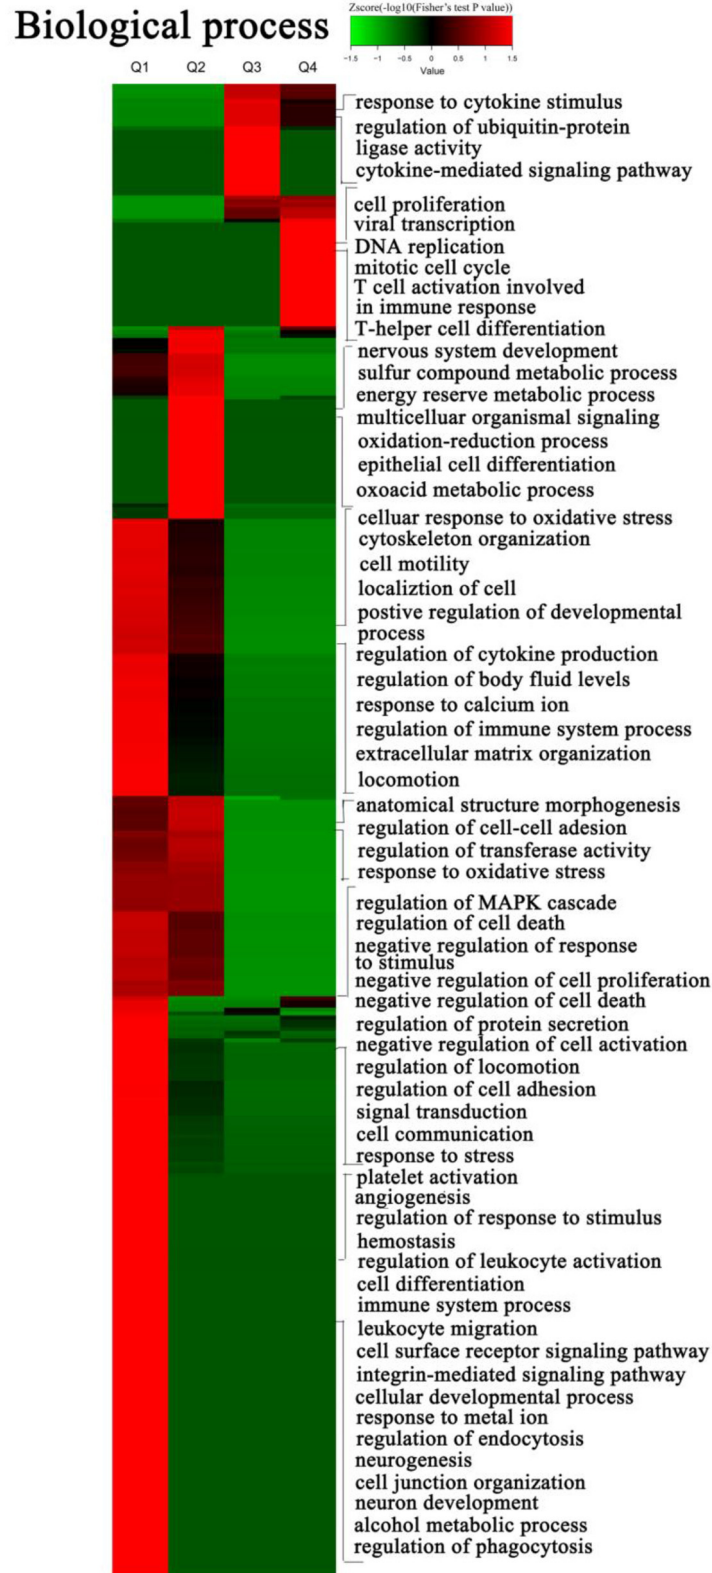 Biological process
Zscore(-log10(Fisher's test P value))
-1.5 -1 -0.5 0 0.5 1 1.5
Value
Q1 Q2 Q3 Q4
response to cytokine stimulus
regulation of ubiquitin-protein
ligase activity
cytokine-mediated signaling pathway
cell proliferation
viral transcription
DNA replication
mitotic cell cycle
T cell activation involved
in immune response
T-helper cell differentiation
nervous system development
sulfur compound metabolic process
energy reserve metabolic process
multicelluar organismal signaling
oxidation-reduction process
epithelial cell differentiation
oxoacid metabolic process
celluar response to oxidative stress
cytoskeleton organization
cell motility
localiztion of cell
postive regulation of developmental
process
regulation of cytokine production
regulation of body fluid levels
response to calcium ion
regulation of immune system process
extracellular matrix organization
locomotion
anatomical structure morphogenesis
regulation of cell-cell adesion
regulation of transferase activity
response to oxidative stress
regulation of MAPK cascade
regulation of cell death
negative regulation of response
to stimulus
negative regulation of cell proliferation
negative regulation of cell death
regulation of protein secretion
negative regulation of cell activation
regulation of locomotion
regulation of cell adhesion
signal transduction
cell communication
response to stress
platelet activation
angiogenesis
regulation of response to stimulus
hemostasis
regulation of leukocyte activation
cell differentiation
immune system process
leukocyte migration
cell surface receptor signaling pathway
integrin-mediated signaling pathway
cellular developmental process
response to metal ion
regulation of endocytosis
neurogenesis
cell junction organization
neuron development
alcohol metabolic process
regulation of phagocytosis